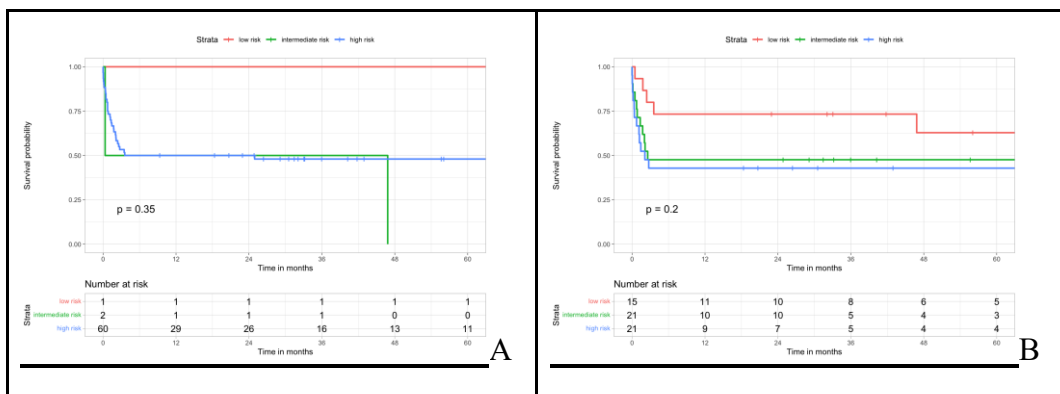 Strata low risk intermediate risk high risk
1.00
0.75
0.50
0.25
0.00
Survival probability
p = 0.35
0 12 24 36 48 60
Time in months
Number at risk
Strata
low risk 1 1 1 1 1 1
intermediate risk 2 1 1 1 0 0
high risk 60 29 26 16 13 11
0 12 24 36 48 60
Time in months
A
Strata low risk intermediate risk high risk
1.00
0.75
0.50
0.25
0.00
Survival probability
p = 0.2
0 12 24 36 48 60
Time in months
Number at risk
Strata
low risk 15 11 10 8 6 5
intermediate risk 21 10 10 5 4 3
high risk 21 9 7 5 4 4
0 12 24 36 48 60
Time in months
B